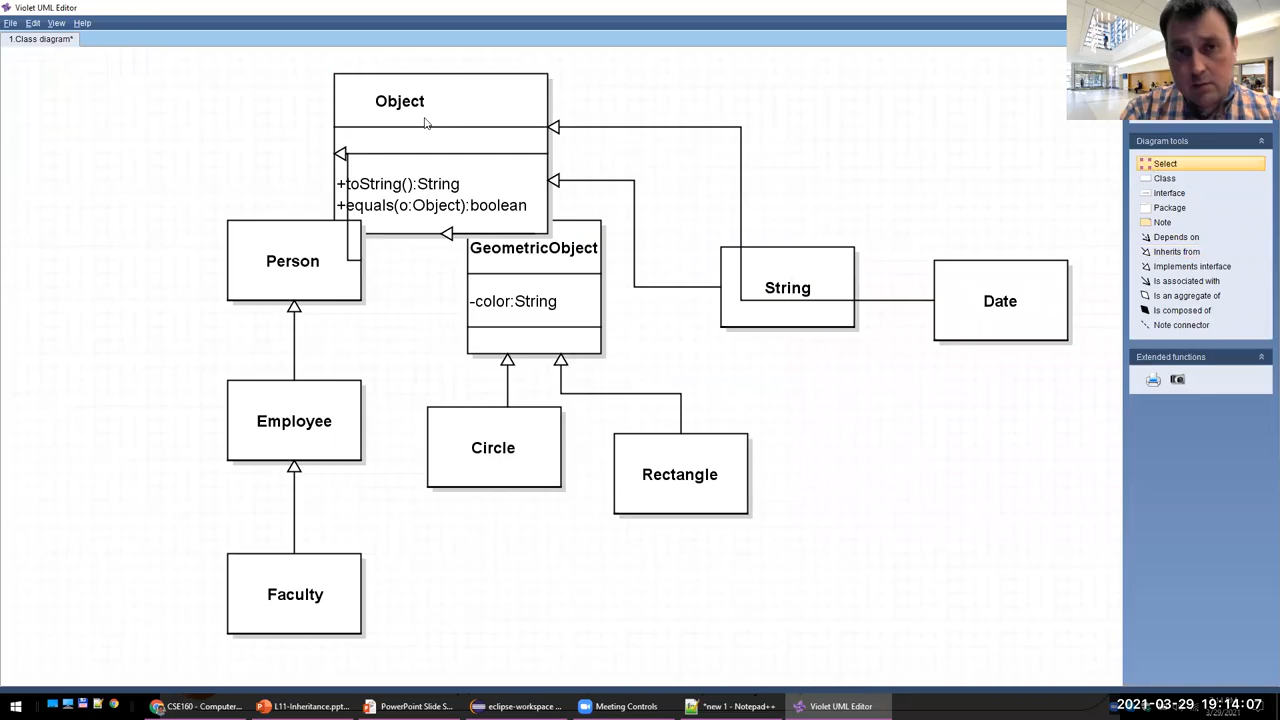 Violet UML Editor
File Edit View Help
1.Class diagram*
Object
+toString():String
+equals(o:Object):boolean
Person
GeometricObject
-color:String
String
Date
Employee
Circle
Rectangle
Faculty
Diagram tools
Select
Class
Interface
Package
Note
Depends on
Inherits from
Implements interface
Is associated with
Is an aggregate of
Is composed of
Note connector
Extended functions
CSE160 - Computer... L11-Inheritance.ppt... PowerPoint Slide S... eclipse-workspace ... Meeting Controls *new 1 - Notepad++ Violet UML Editor
2021-03-29 19:14:07